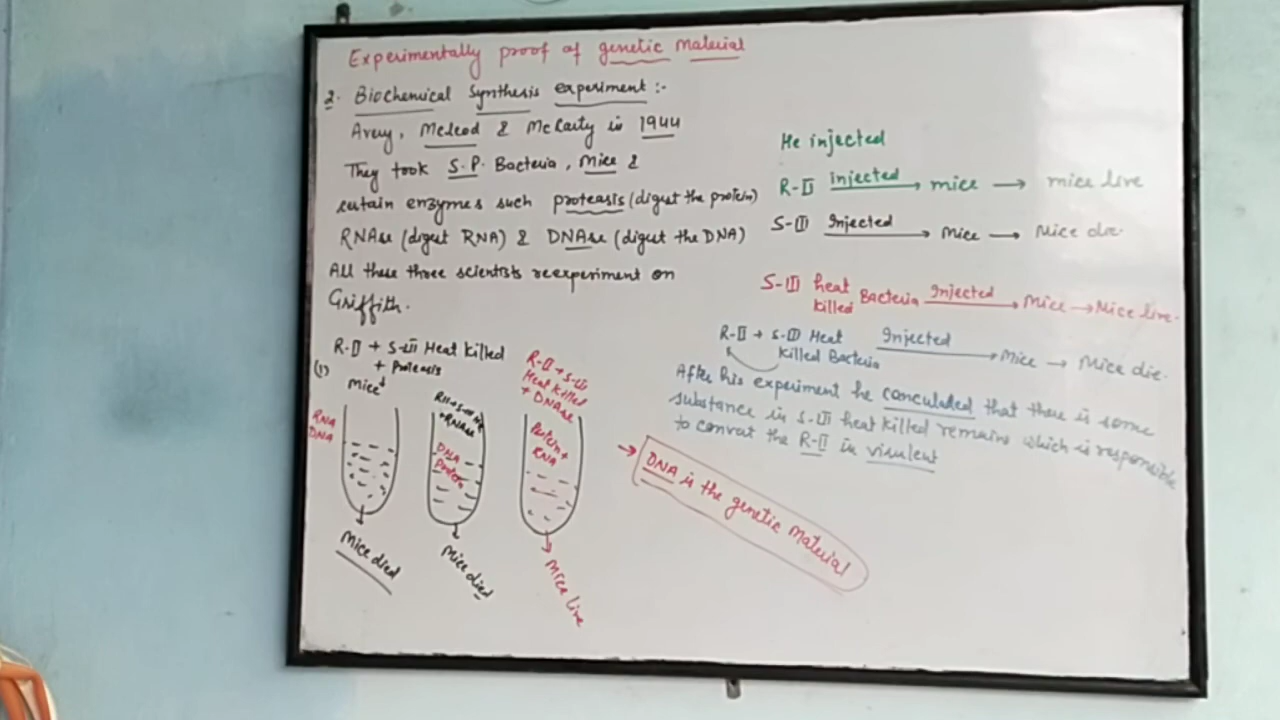 Experimentally proof of genetic material
2. Biochemical Synthesis experiment :-
Avery, Mcleod & McCarty in 1944
They took S.P. Bacteria, Mice &
certain enzymes such proteasis (digest the protein)
RNAse (digest RNA) & DNAse (digest the DNA)
All these three scientists reexperiment on
Griffith.
R-II + S-III Heat Killed
+ Proteasis
(1)
Mice
RNA
DNA
Mice died
+ RNAse
DNA
Protein
Mice died
R-II + S-III
Heat Killed
+ DNAse
Protein +
RNA
Mice live
He injected
R-II injected mice → mice live
S-III Injected Mice → Mice die.
S-III heat killed Bacteria Injected Mice → Mice live.
R-II + S-III Heat killed Bacteria Injected Mice → Mice die.
After his experiment he conculuded that there is some
substance in S-III heat killed remains which is responsible
to convert the R-II in virulent
→ DNA is the genetic material